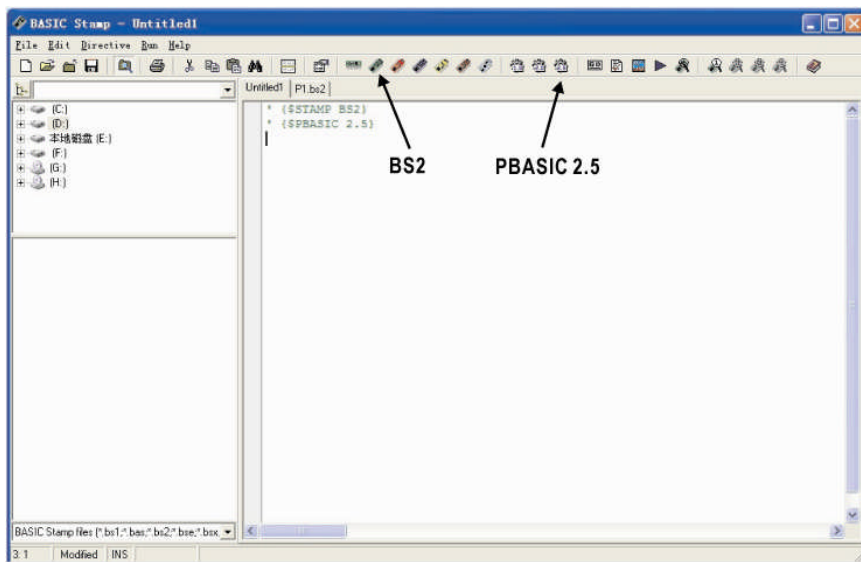 BASIC Stamp - Untitled1
File Edit Directive Run Help
Untitled1 P1.bs2
' {$STAMP BS2}
' {$PBASIC 2.5}
(C:)
(D:)
本地磁盘 (E:)
(F:)
(G:)
(H:)
BS2 PBASIC 2.5
BASIC Stamp files (*.bs1;*.bas;*.bs2;*.bse;*.bsx,
3: 1 Modified INS